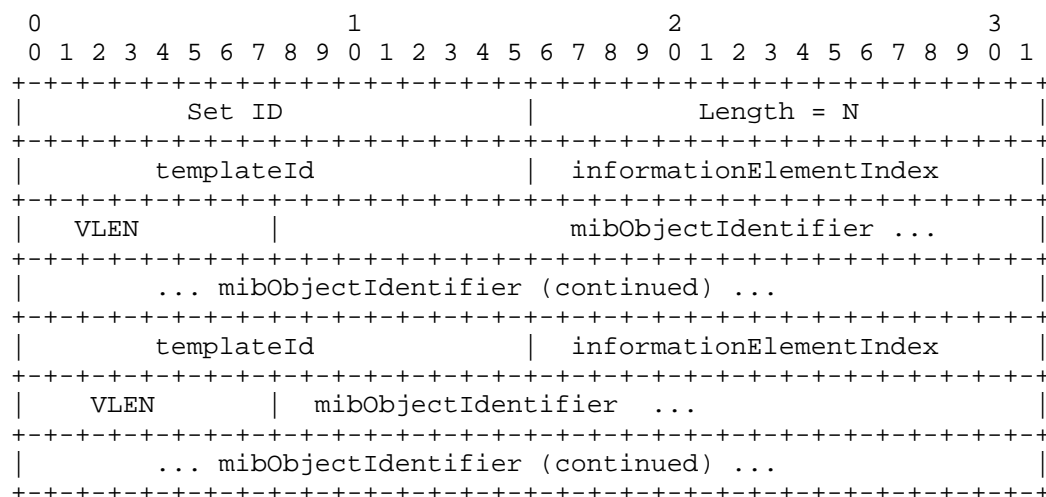 0                   1                   2                   3
 0 1 2 3 4 5 6 7 8 9 0 1 2 3 4 5 6 7 8 9 0 1 2 3 4 5 6 7 8 9 0 1
+-+-+-+-+-+-+-+-+-+-+-+-+-+-+-+-+-+-+-+-+-+-+-+-+-+-+-+-+-+-+-+-+
|          Set ID               |          Length = N           |
+-+-+-+-+-+-+-+-+-+-+-+-+-+-+-+-+-+-+-+-+-+-+-+-+-+-+-+-+-+-+-+-+
|        templateId             |  informationElementIndex      |
+-+-+-+-+-+-+-+-+-+-+-+-+-+-+-+-+-+-+-+-+-+-+-+-+-+-+-+-+-+-+-+-+
|   VLEN        |                  mibObjectIdentifier ...      |
+-+-+-+-+-+-+-+-+-+-+-+-+-+-+-+-+-+-+-+-+-+-+-+-+-+-+-+-+-+-+-+-+
|        ... mibObjectIdentifier (continued) ...                |
+-+-+-+-+-+-+-+-+-+-+-+-+-+-+-+-+-+-+-+-+-+-+-+-+-+-+-+-+-+-+-+-+
|        templateId             |  informationElementIndex      |
+-+-+-+-+-+-+-+-+-+-+-+-+-+-+-+-+-+-+-+-+-+-+-+-+-+-+-+-+-+-+-+-+
|    VLEN       |  mibObjectIdentifier  ...                     |
+-+-+-+-+-+-+-+-+-+-+-+-+-+-+-+-+-+-+-+-+-+-+-+-+-+-+-+-+-+-+-+-+
|        ... mibObjectIdentifier (continued) ...                |
+-+-+-+-+-+-+-+-+-+-+-+-+-+-+-+-+-+-+-+-+-+-+-+-+-+-+-+-+-+-+-+-+